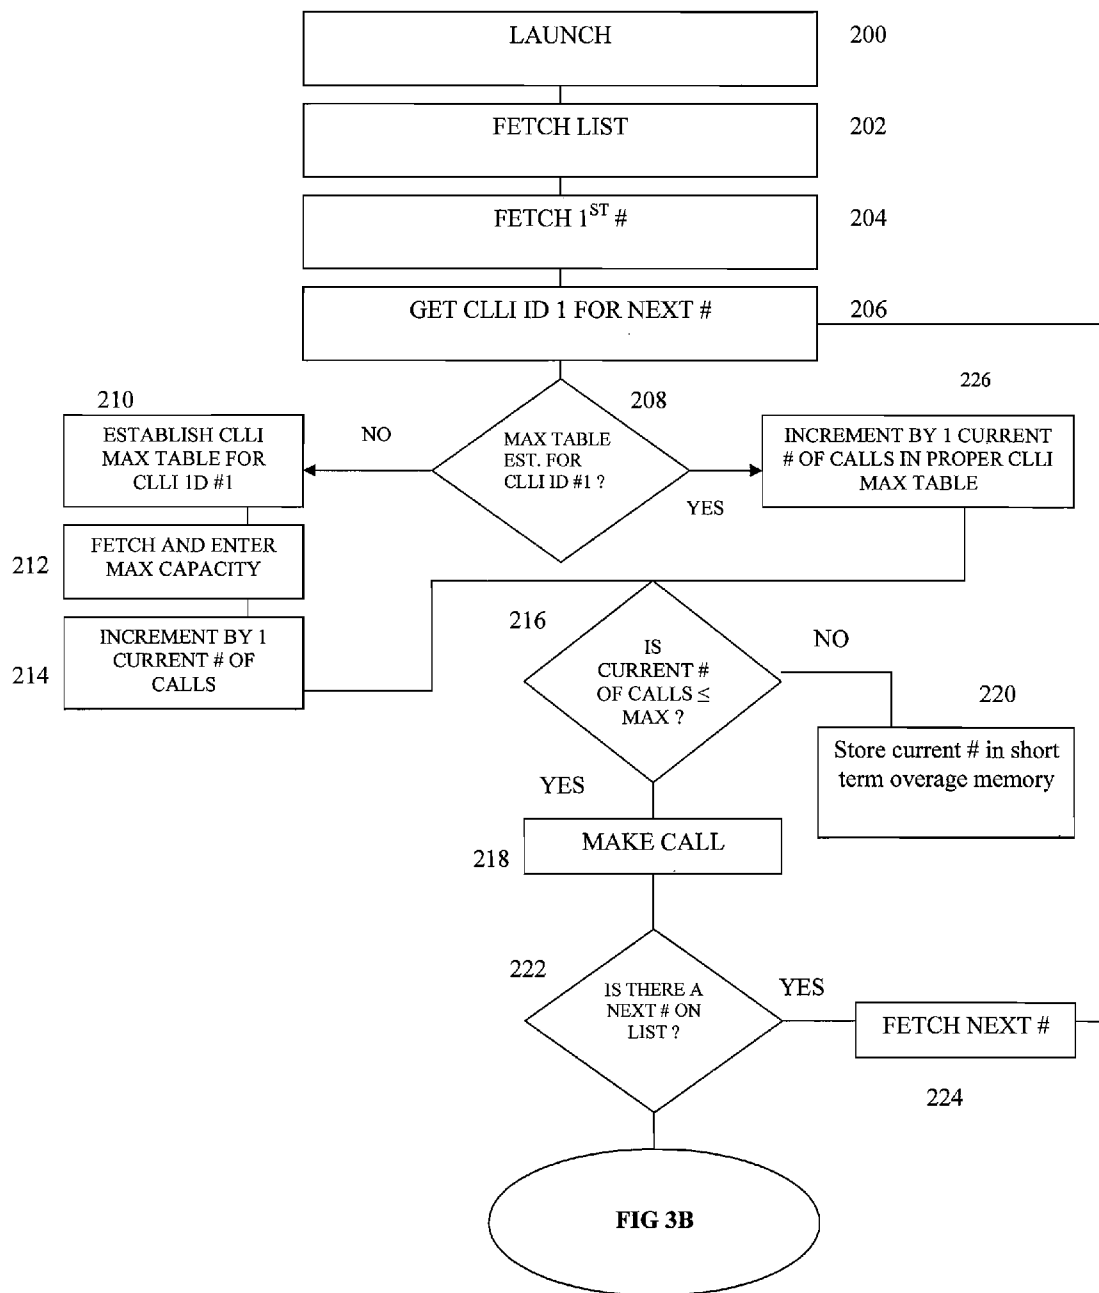 LAUNCH
200
FETCH LIST
202
FETCH 1ST #
204
GET CLLI ID 1 FOR NEXT #
206
210
208
226
ESTABLISH CLLI
MAX TABLE FOR
CLLI 1D #1
NO
MAX TABLE
EST. FOR
CLLI ID #1 ?
YES
INCREMENT BY 1 CURRENT
# OF CALLS IN PROPER CLLI
MAX TABLE
212
FETCH AND ENTER
MAX CAPACITY
214
INCREMENT BY 1
CURRENT # OF
CALLS
216
IS
CURRENT #
OF CALLS ≤
MAX ?
NO
220
Store current # in short
term overage memory
YES
218
MAKE CALL
222
IS THERE A
NEXT # ON
LIST ?
YES
FETCH NEXT #
224
FIG 3B